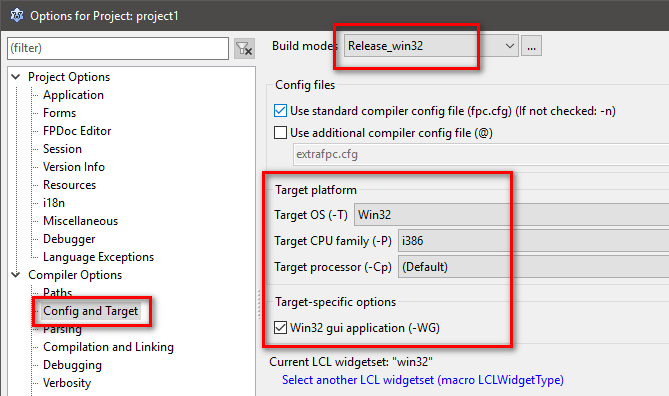 Options for Project: project1
(filter)
Project Options
Application
Forms
FPDoc Editor
Session
Version Info
Resources
i18n
Miscellaneous
Debugger
Language Exceptions
Compiler Options
Paths
Config and Target
Parsing
Compilation and Linking
Debugging
Verbosity
Build modes Release_win32 ...
Config files
Use standard compiler config file (fpc.cfg) (If not checked: -n)
Use additional compiler config file (@)
extrafpc.cfg
Target platform
Target OS (-T) Win32
Target CPU family (-P) i386
Target processor (-Cp) (Default)
Target-specific options
Win32 gui application (-WG)
Current LCL widgetset: "win32"
Select another LCL widgetset (macro LCLWidgetType)